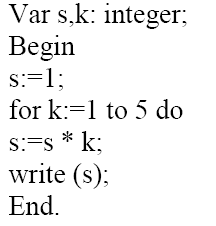 Var s,k: integer;
Begin
s:=1;
for k:=1 to 5 do
s:=s * k;
write (s);
End.